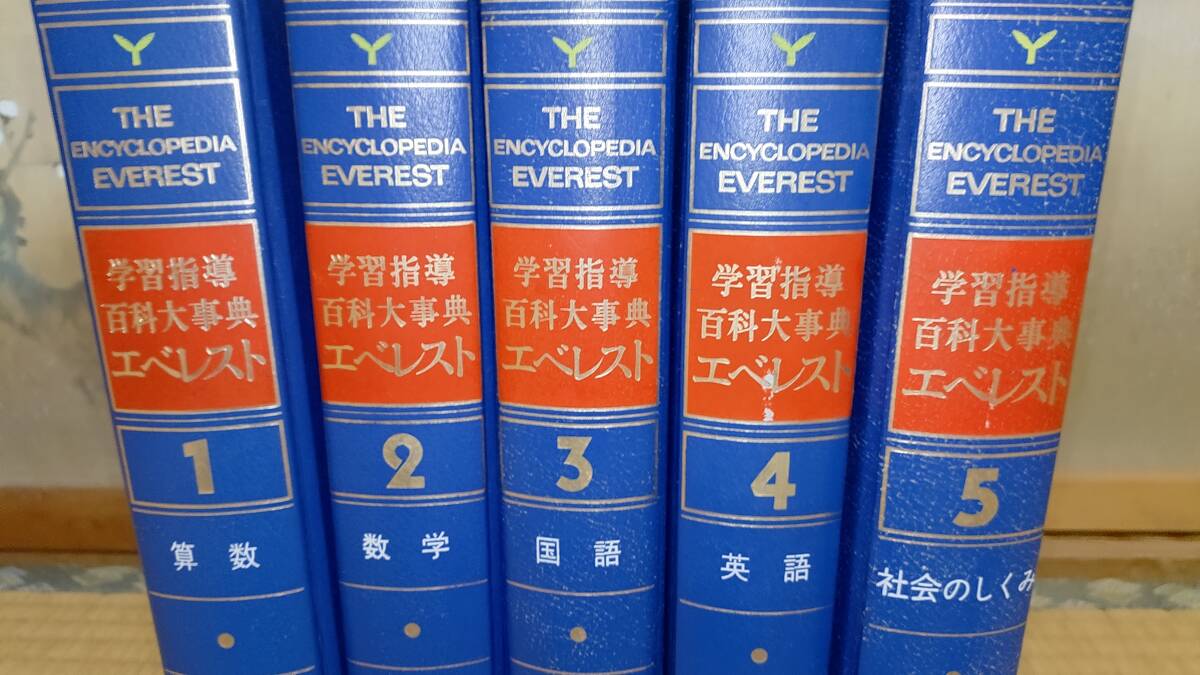 THE
ENCYCLOPEDIA
EVEREST
学習指導
百科大事典
エベレスト
1
算数
THE
ENCYCLOPEDIA
EVEREST
学習指導
百科大事典
エベレスト
2
数学
THE
ENCYCLOPEDIA
EVEREST
学習指導
百科大事典
エベレスト
3
国語
THE
ENCYCLOPEDIA
EVEREST
学習指導
百科大事典
エベレスト
4
英語
THE
ENCYCLOPEDIA
EVEREST
学習指導
百科大事典
エベレスト
5
社会のしくみ